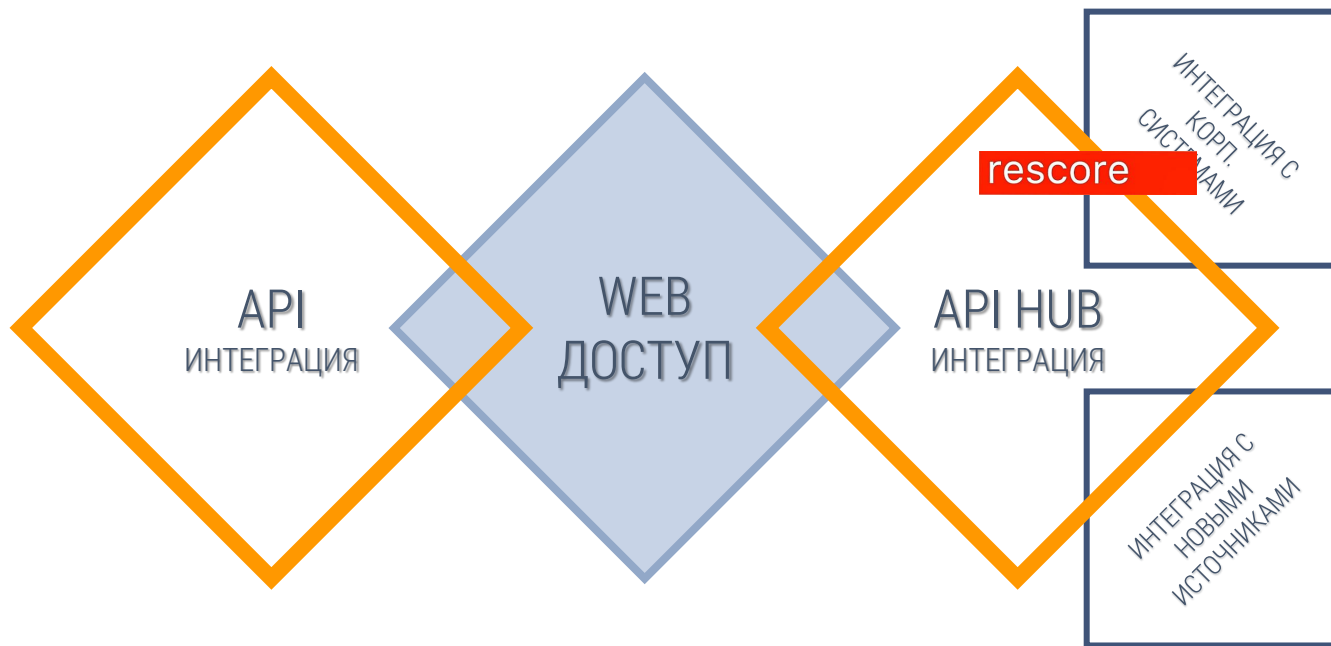 API
ИНТЕГРАЦИЯ
WEB
ДОСТУП
API HUB
ИНТЕГРАЦИЯ
rescore
ИНТЕГРАЦИЯ С
КОРП.
СИСТЕМАМИ
ИНТЕГРАЦИЯ С
НОВЫМИ
ИСТОЧНИКАМИ